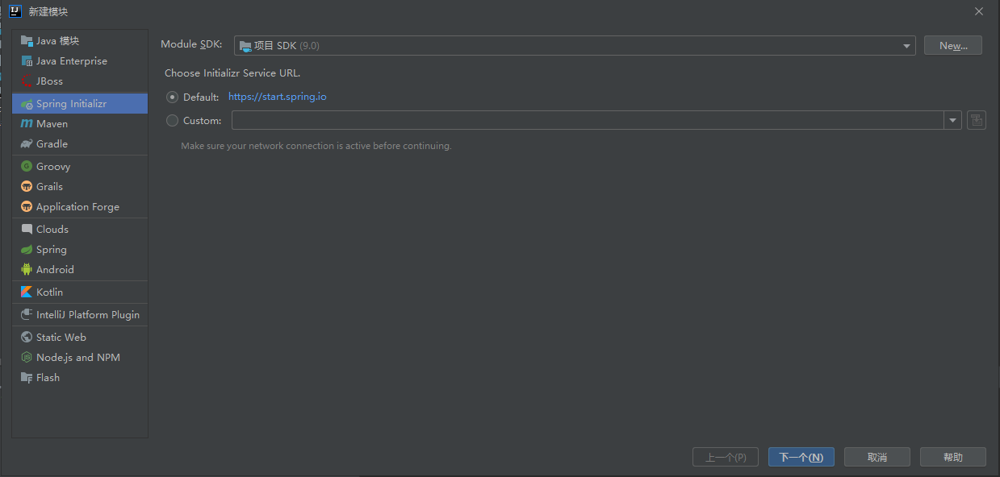 新建模块
Java 模块
Java Enterprise
JBoss
Spring Initializr
Maven
Gradle
Groovy
Grails
Application Forge
Clouds
Spring
Android
Kotlin
IntelliJ Platform Plugin
Static Web
Node.js and NPM
Flash
Module SDK: 项目 SDK (9.0) New...
Choose Initializr Service URL.
Default: https://start.spring.io
Custom:
Make sure your network connection is active before continuing.
上一个(P) 下一个(N) 取消 帮助